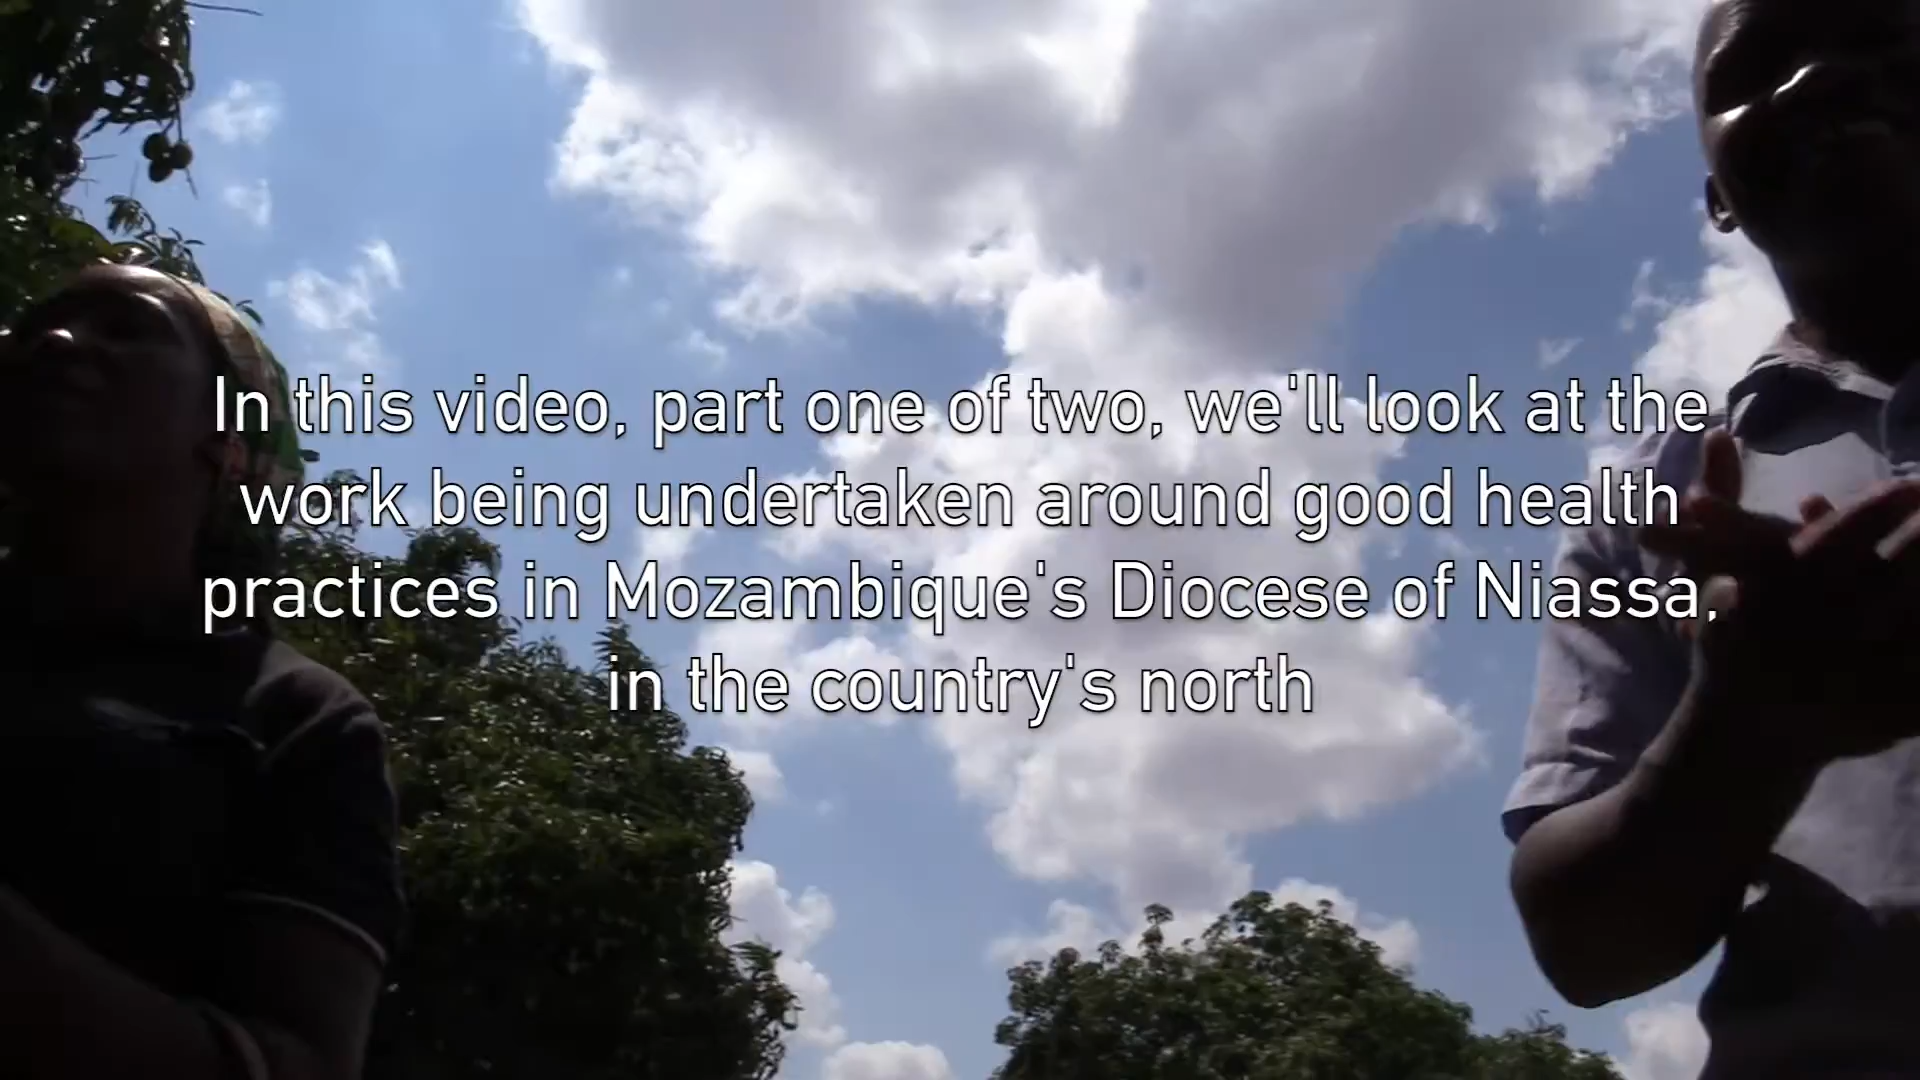 In this video, part one of two, we'll look at the
work being undertaken around good health
practices in Mozambique's Diocese of Niassa,
in the country's north